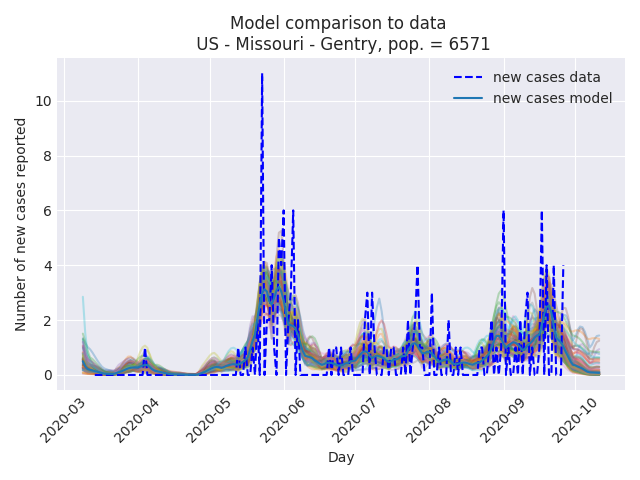 Model comparison to data
US - Missouri - Gentry, pop. = 6571
new cases data
new cases model
Number of new cases reported
10
8
6
4
2
0
2020-03
2020-04
2020-05
2020-06
2020-07
2020-08
2020-09
2020-10
Day